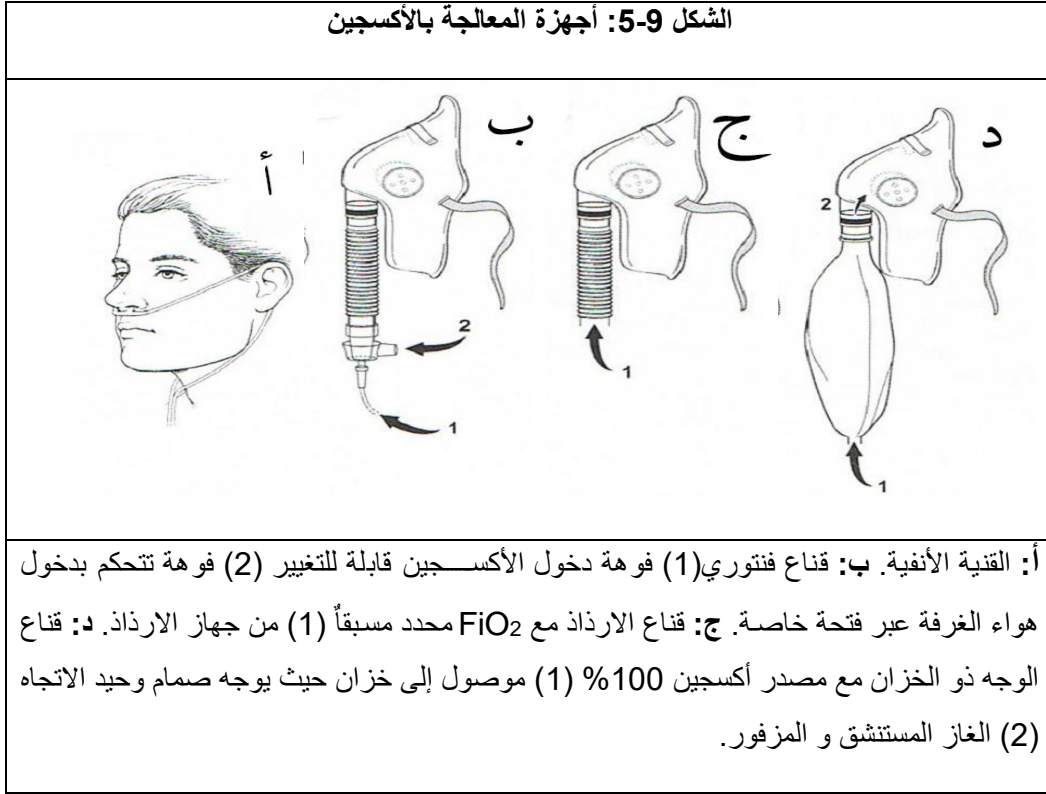 الشكل 9-5: أجهزة المعالجة بالأكسجين
أ
ب
2
1
ج
1
د
2
1
أ: القنية الأنفية. ب: قناع فنتوري(1) فوهة دخول الأكســـجين قابلة للتغيير (2) فوهة تتحكم بدخول
هواء الغرفة عبر فتحة خاصة. ج: قناع الارذاذ مع FiO2 محدد مسبقاٌ (1) من جهاز الارذاذ. د: قناع
الوجه ذو الخزان مع مصدر أكسجين 100% (1) موصول إلى خزان حيث يوجه صمام وحيد الاتجاه
(2) الغاز المستنشق و المزفور.